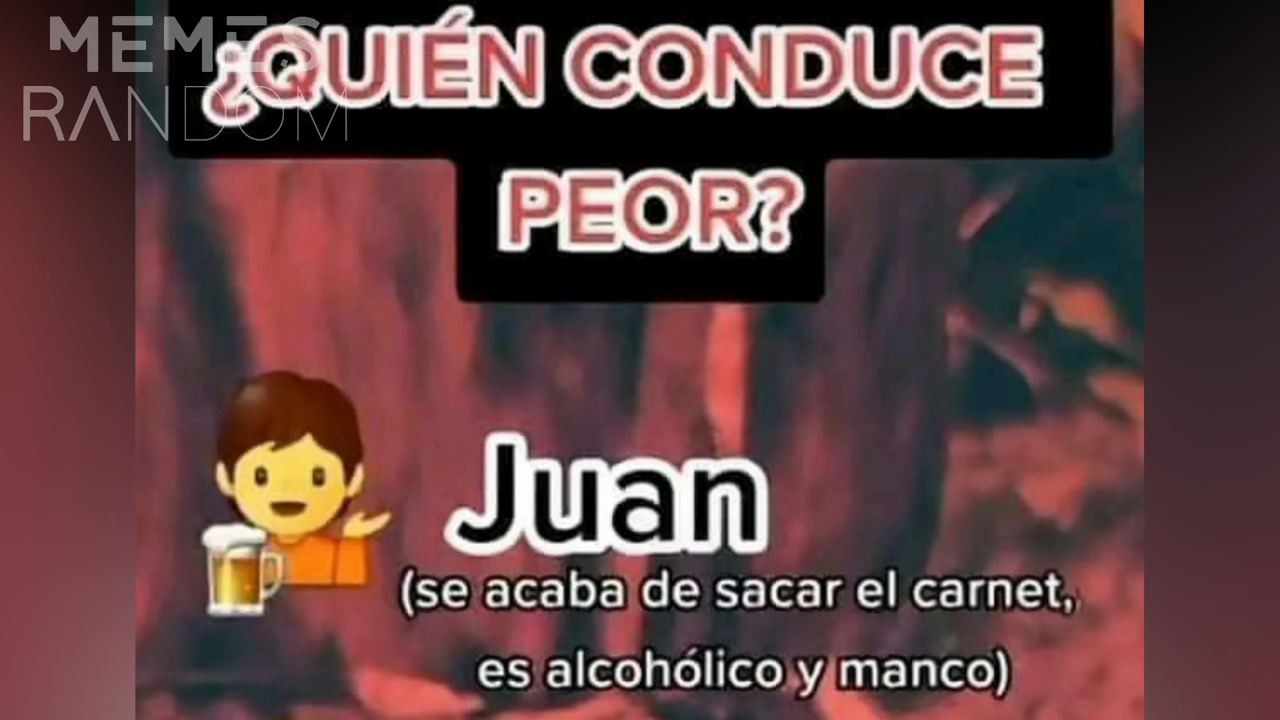 MEMES
RANDOM
¿QUIÉN CONDUCE
PEOR?
Juan
(se acaba de sacar el carnet,
es alcohólico y manco)